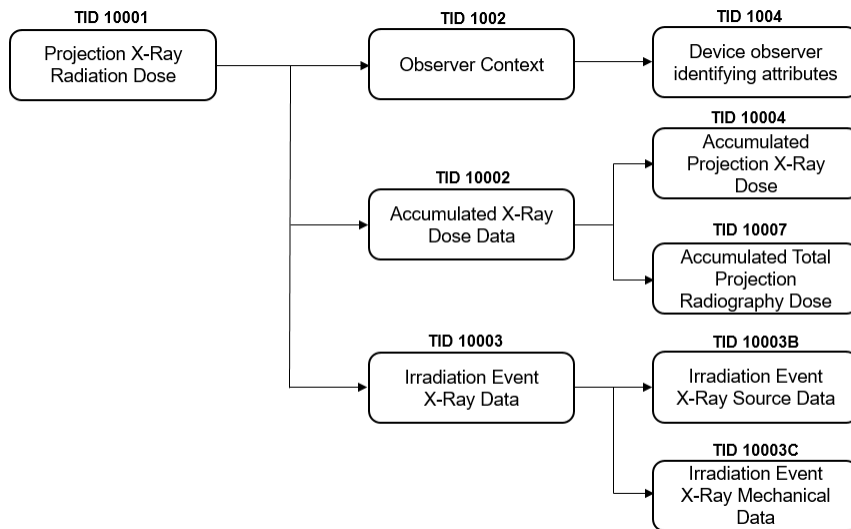 TID 10001
Projection X-Ray
Radiation Dose
TID 1002
Observer Context
TID 1004
Device observer
identifying attributes
TID 10002
Accumulated X-Ray
Dose Data
TID 10004
Accumulated
Projection X-Ray
Dose
TID 10007
Accumulated Total
Projection
Radiography Dose
TID 10003
Irradiation Event
X-Ray Data
TID 10003B
Irradiation Event
X-Ray Source Data
TID 10003C
Irradiation Event
X-Ray Mechanical
Data